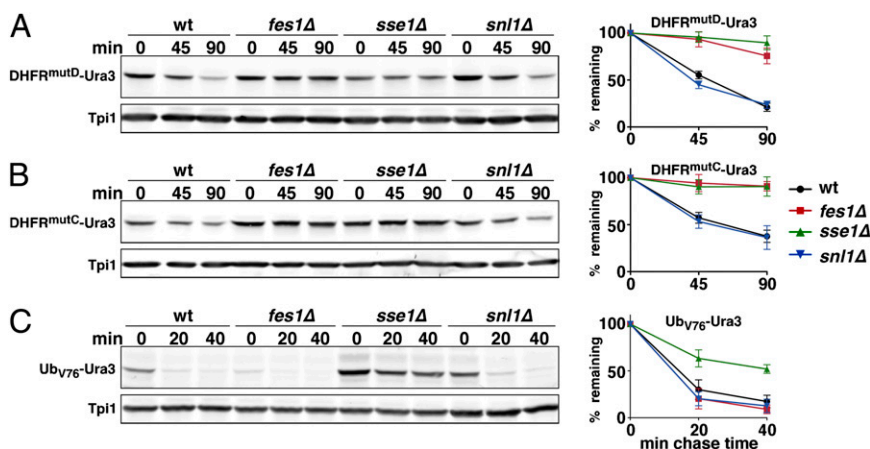 A
wt fes1Δ sse1Δ snl1Δ
min 0 45 90 0 45 90 0 45 90 0 45 90
DHFRmutD-Ura3
Tpi1
DHFRmutD-Ura3
% remaining
100
50
0
0 45 90
B
wt fes1Δ sse1Δ snl1Δ
min 0 45 90 0 45 90 0 45 90 0 45 90
DHFRmutC-Ura3
Tpi1
DHFRmutC-Ura3
% remaining
100
50
0
0 45 90
wt
fes1Δ
sse1Δ
snl1Δ
C
wt fes1Δ sse1Δ snl1Δ
min 0 20 40 0 20 40 0 20 40 0 20 40
UbV76-Ura3
Tpi1
UbV76-Ura3
% remaining
100
50
0
0 20 40
min chase time